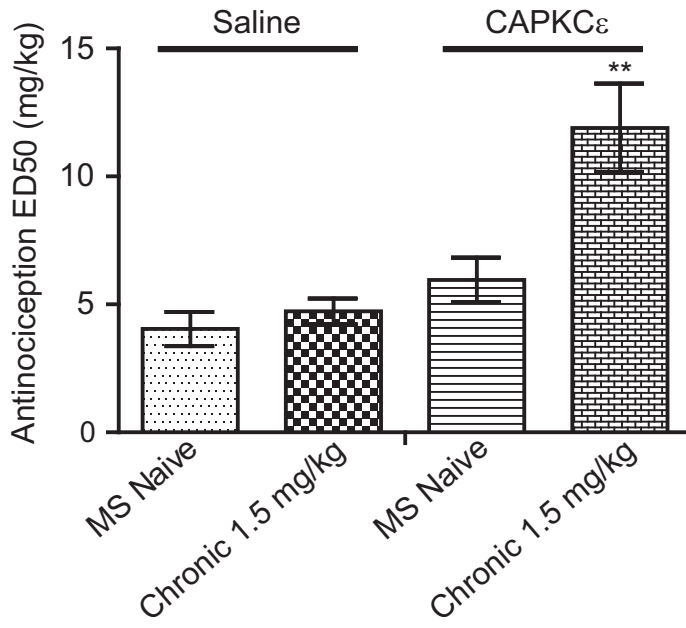 Saline
CAPKCε
Antinociception ED50 (mg/kg)
15
10
5
0
**
MS Naive
Chronic 1.5 mg/kg
MS Naive
Chronic 1.5 mg/kg